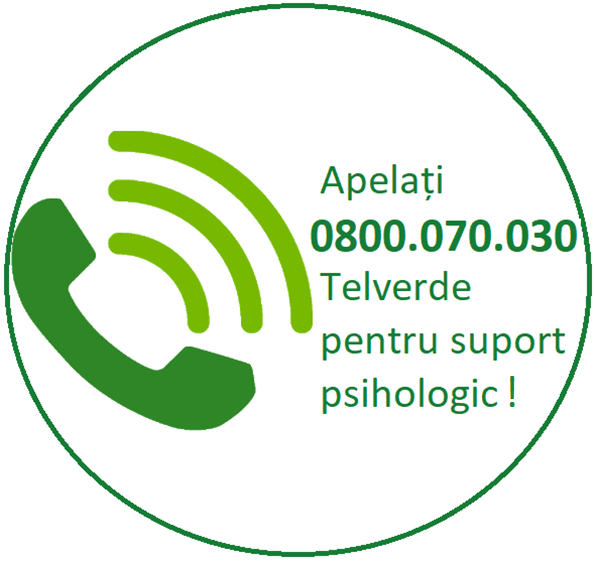 Apelați
0800.070.030
Telverde
pentru suport
psihologic !